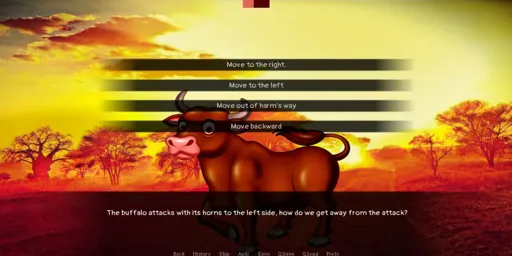 Move to the right.
Move to the left
Move out of harm's way
Move backward
The buffalo attacks with its horns to the left side, how do we get away from the attack?
Back History Skip Auto Save Q.Save Q.Load Prefs